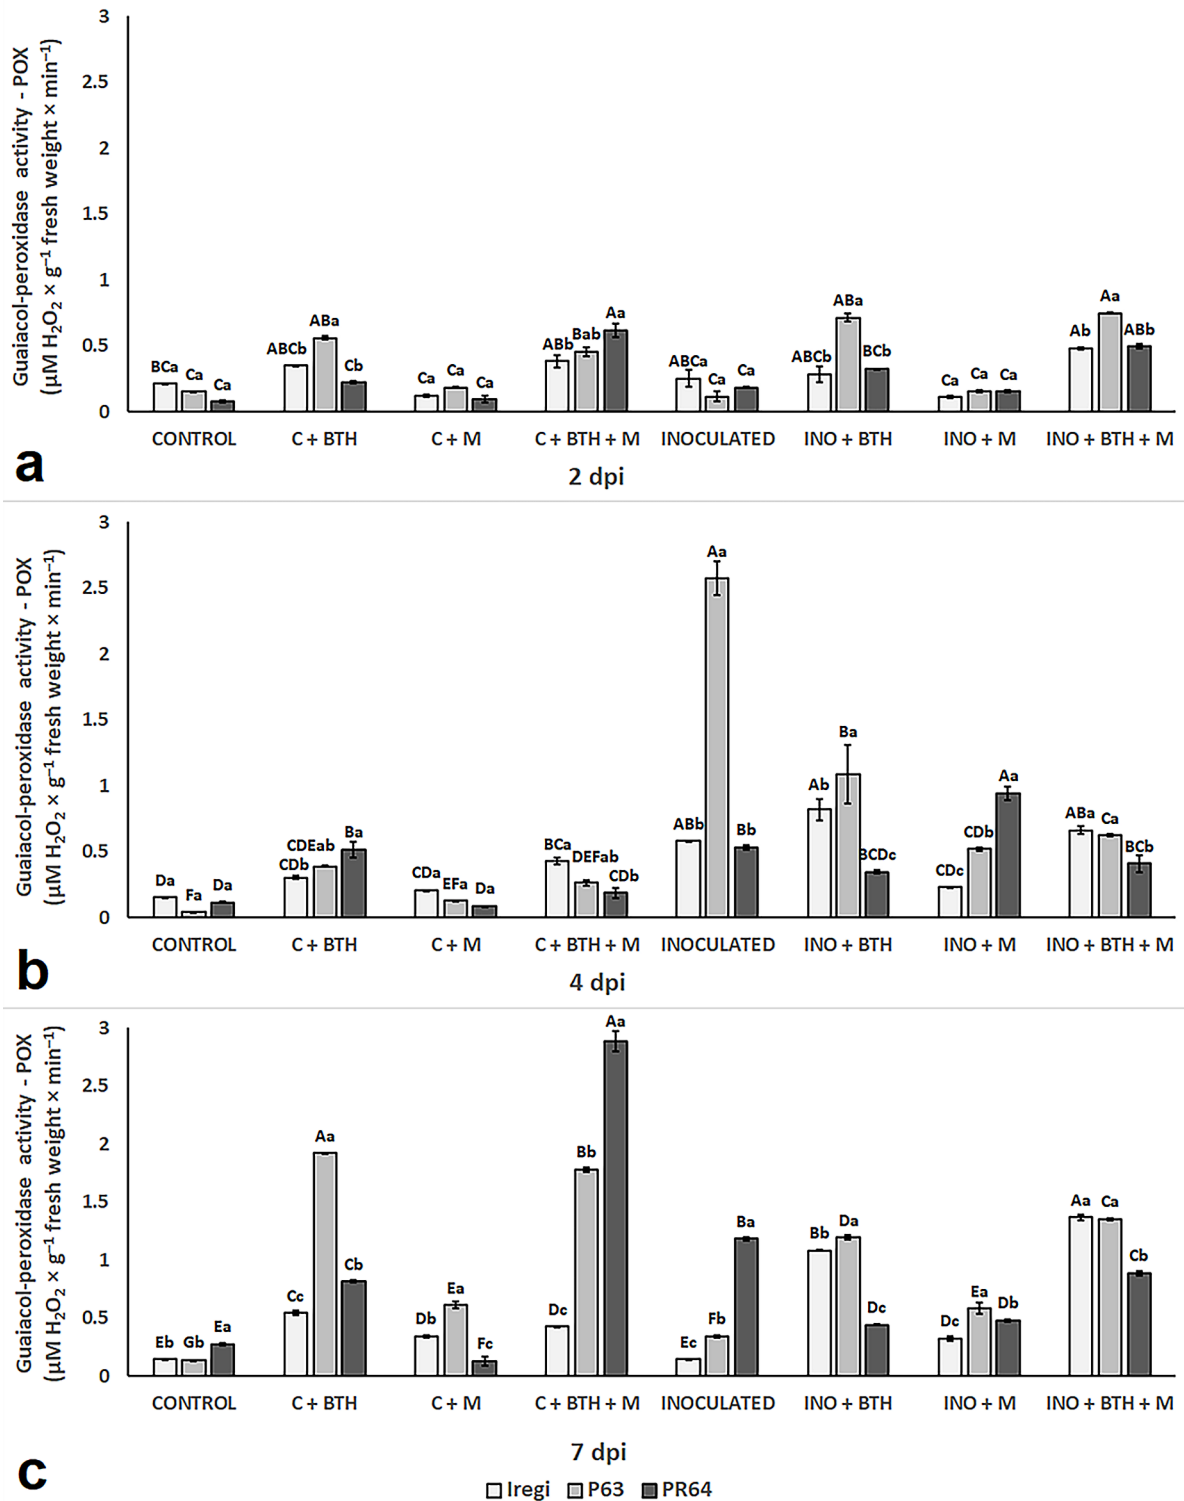 Guaiacol-peroxidase activity - POX
(µM H₂O₂ × g⁻¹ fresh weight × min⁻¹)
3
2.5
2
1.5
1
0.5
0
BCa Ca Ca
ABCb ABa Cb
Ca Ca Ca
ABb Bab Aa
ABCa Ca Ca
ABCb ABa BCb
Ca Ca Ca
Ab Aa ABb
CONTROL C + BTH C + M C + BTH + M INOCULATED INO + BTH INO + M INO + BTH + M
a
2 dpi
Guaiacol-peroxidase activity - POX
(µM H₂O₂ × g⁻¹ fresh weight × min⁻¹)
3
2.5
2
1.5
1
0.5
0
Da Fa Da
CDb CDEab Ba
CDa EFa Da
BCa DEFab CDb
ABb Aa Bb
Ab Ba BCDc
CDc CDb Aa
ABa Ca BCb
CONTROL C + BTH C + M C + BTH + M INOCULATED INO + BTH INO + M INO + BTH + M
b
4 dpi
Guaiacol-peroxidase activity - POX
(µM H₂O₂ × g⁻¹ fresh weight × min⁻¹)
3
2.5
2
1.5
1
0.5
0
Eb Gb Ea
Cc Aa Cb
Db Ea Fc
Dc Bb Aa
Ec Fb Ba
Bb Da Dc
Dc Ea Db
Aa Ca Cb
CONTROL C + BTH C + M C + BTH + M INOCULATED INO + BTH INO + M INO + BTH + M
c
7 dpi
Iregi P63 PR64